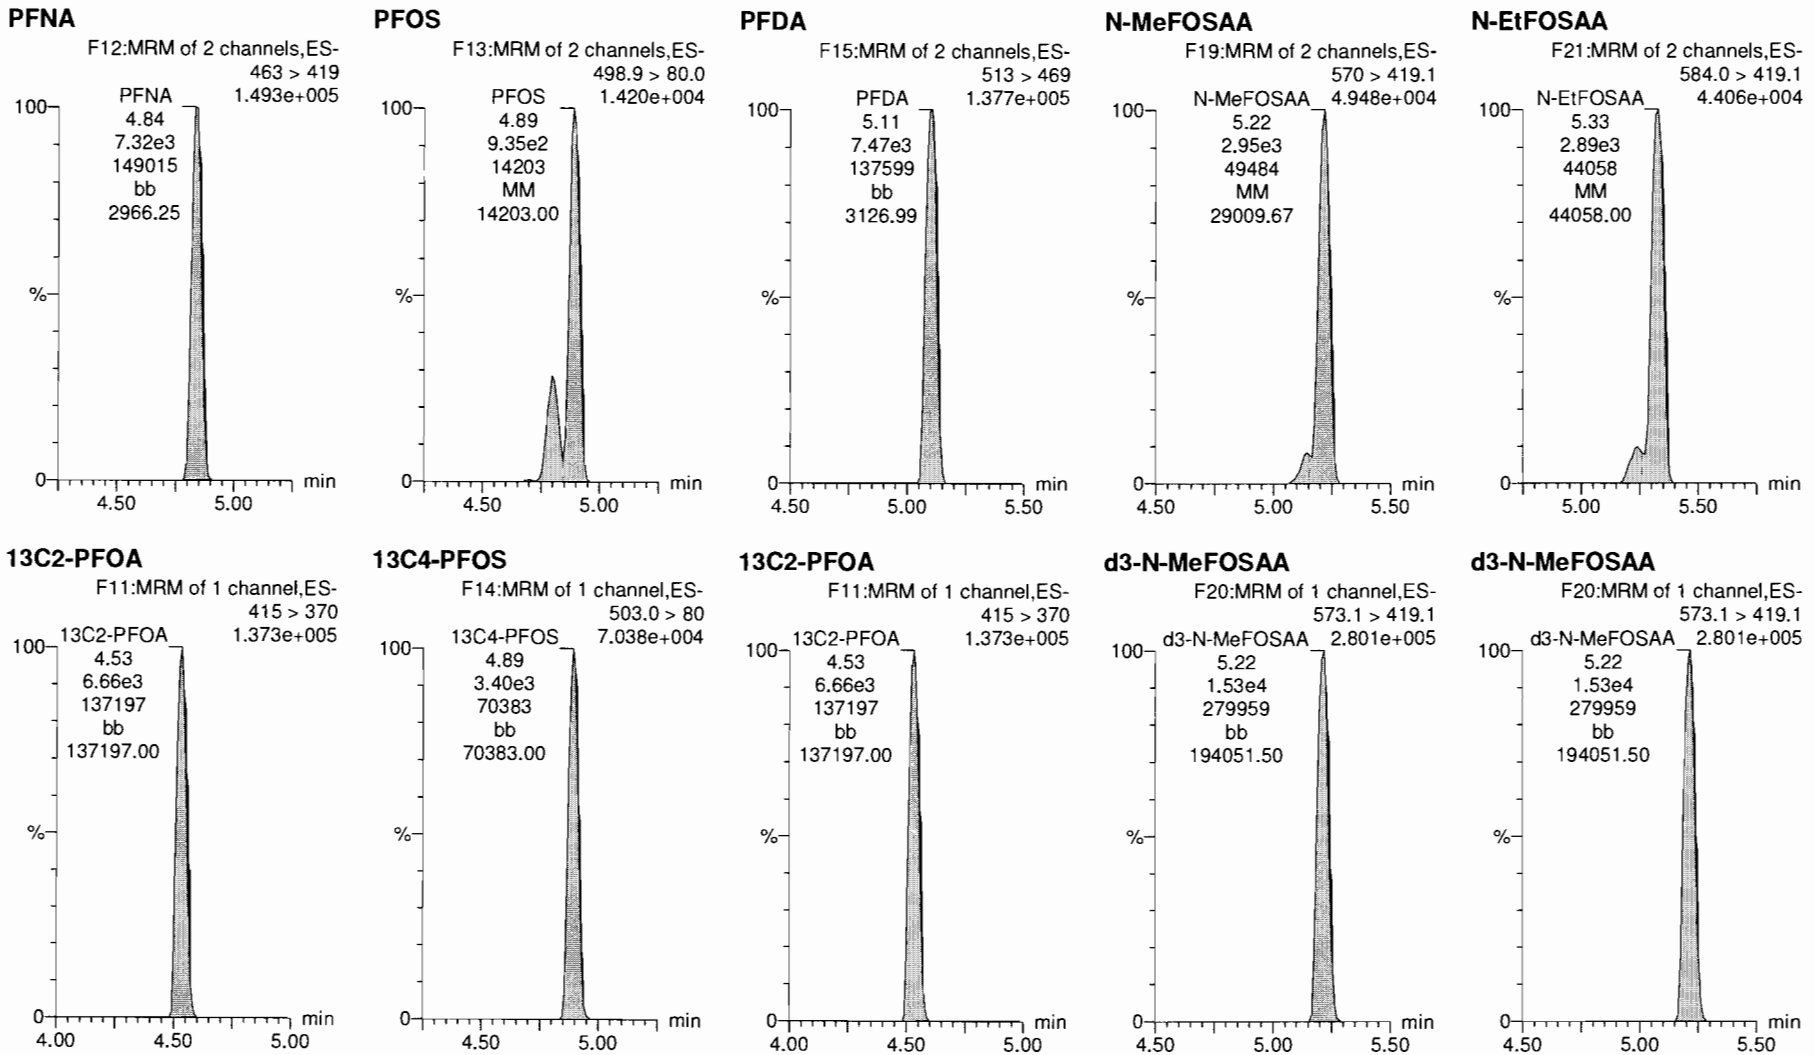 PFNA
F12:MRM of 2 channels,ES-
463 > 419
1.493e+005
100
PFNA
4.84
7.32e3
149015
bb
2966.25
%
0
min
4.50 5.00
PFOS
F13:MRM of 2 channels,ES-
498.9 > 80.0
1.420e+004
100
PFOS
4.89
9.35e2
14203
MM
14203.00
%
0
min
4.50 5.00
PFDA
F15:MRM of 2 channels,ES-
513 > 469
1.377e+005
100
PFDA
5.11
7.47e3
137599
bb
3126.99
%
0
min
4.50 5.00 5.50
N-MeFOSAA
F19:MRM of 2 channels,ES-
570 > 419.1
4.948e+004
100
N-MeFOSAA
5.22
2.95e3
49484
MM
29009.67
%
0
min
4.50 5.00 5.50
N-EtFOSAA
F21:MRM of 2 channels,ES-
584.0 > 419.1
4.406e+004
100
N-EtFOSAA
5.33
2.89e3
44058
MM
44058.00
%
0
min
5.00 5.50
13C2-PFOA
F11:MRM of 1 channel,ES-
415 > 370
1.373e+005
100
13C2-PFOA
4.53
6.66e3
137197
bb
137197.00
%
0
min
4.00 4.50 5.00
13C4-PFOS
F14:MRM of 1 channel,ES-
503.0 > 80
7.038e+004
100
13C4-PFOS
4.89
3.40e3
70383
bb
70383.00
%
0
min
4.50 5.00
13C2-PFOA
F11:MRM of 1 channel,ES-
415 > 370
1.373e+005
100
13C2-PFOA
4.53
6.66e3
137197
bb
137197.00
%
0
min
4.00 4.50 5.00
d3-N-MeFOSAA
F20:MRM of 1 channel,ES-
573.1 > 419.1
2.801e+005
100
d3-N-MeFOSAA
5.22
1.53e4
279959
bb
194051.50
%
0
min
4.50 5.00 5.50
d3-N-MeFOSAA
F20:MRM of 1 channel,ES-
573.1 > 419.1
2.801e+005
100
d3-N-MeFOSAA
5.22
1.53e4
279959
bb
194051.50
%
0
min
4.50 5.00 5.50